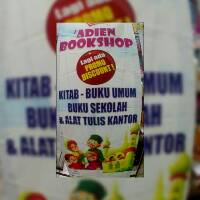 'ADIEN
BOOKSHOP
Lagi ada
PROMO
DISCOUNT!
KITAB - BUKU UMUM
BUKU SEKOLAH
& ALAT TULIS KANTOR